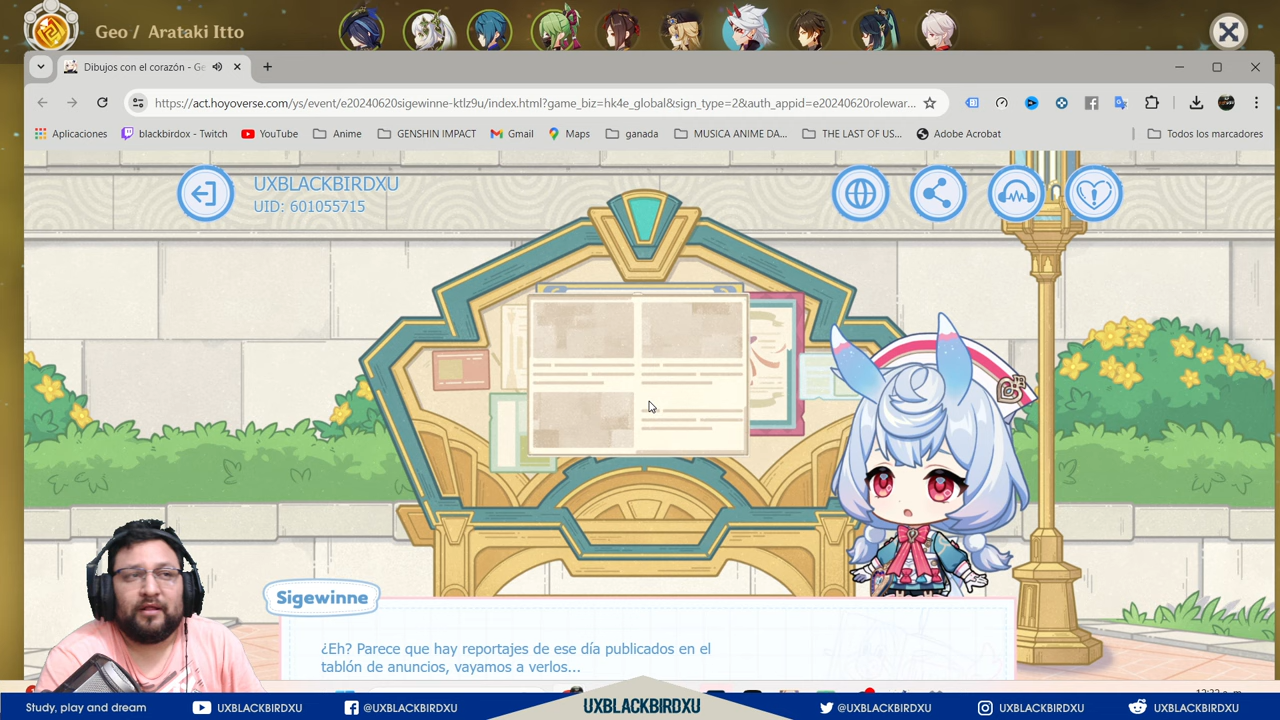 Geo / Arataki Itto
Dibujos con el corazón - Ge
https://act.hoyoverse.com/ys/event/e20240620sigewinne-ktlz9u/index.html?game_biz=hk4e_global&sign_type=2&auth_appid=e20240620rolewar...
Aplicaciones
blackbirdox - Twitch
YouTube
Anime
GENSHIN IMPACT
Gmail
Maps
ganada
MUSICA ANIME DA...
THE LAST OF US...
Adobe Acrobat
Todos los marcadores
UXBLACKBIRDXU
UID: 601055715
Sigewinne
¿Eh? Parece que hay reportajes de ese día publicados en el
tablón de anuncios, vayamos a verlos...
Study, play and dream
UXBLACKBIRDXU
@UXBLACKBIRDXU
UXBLACKBIRDXU
@UXBLACKBIRDXU
UXBLACKBIRDXU
UXBLACKBIRDXU